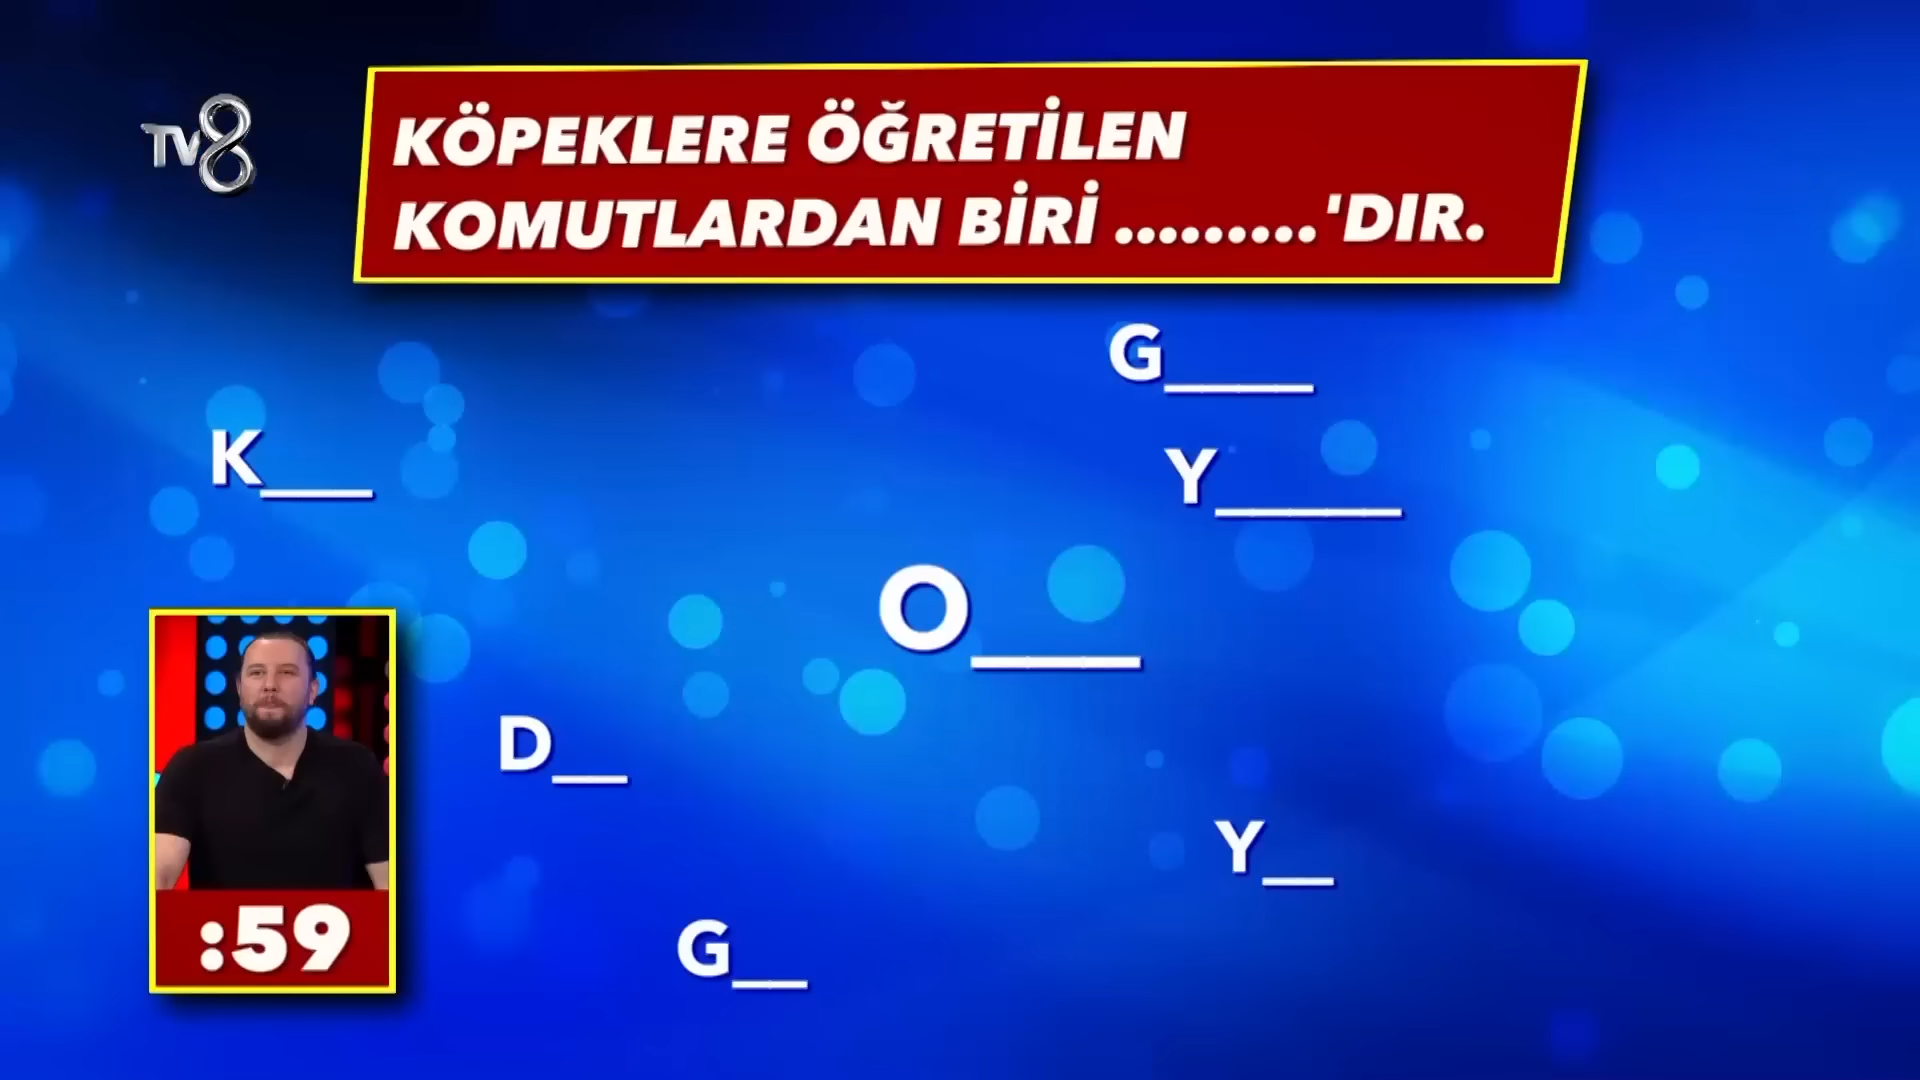 TV8
KÖPEKLERE ÖĞRETİLEN
KOMUTLARDAN BİRİ .........'DIR.
G____
K___
Y_____
O___
D__
Y__
G__
:59